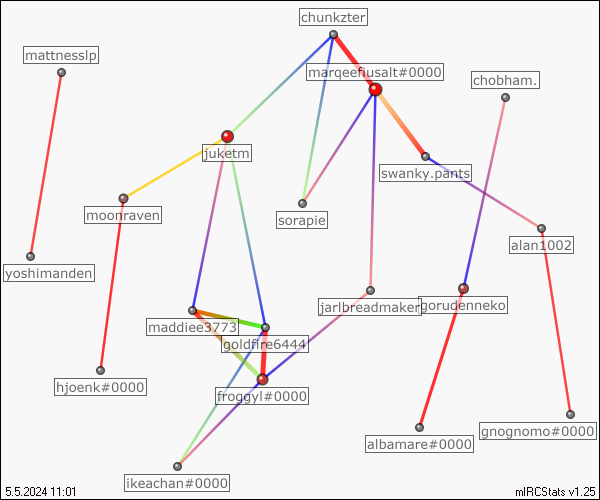 chunkzter
mattnesslp
marqeefiusalt#0000
chobham.
juketm
swanky.pants
moonraven
sorapie
alan1002
yoshimanden
jarlbreadmaker
gorudenneko
maddiee3773
goldfire6444
hjoenk#0000
froggyl#0000
albamare#0000
gnognomo#0000
ikeachan#0000
5.5.2024 11:01
mIRCStats v1.25